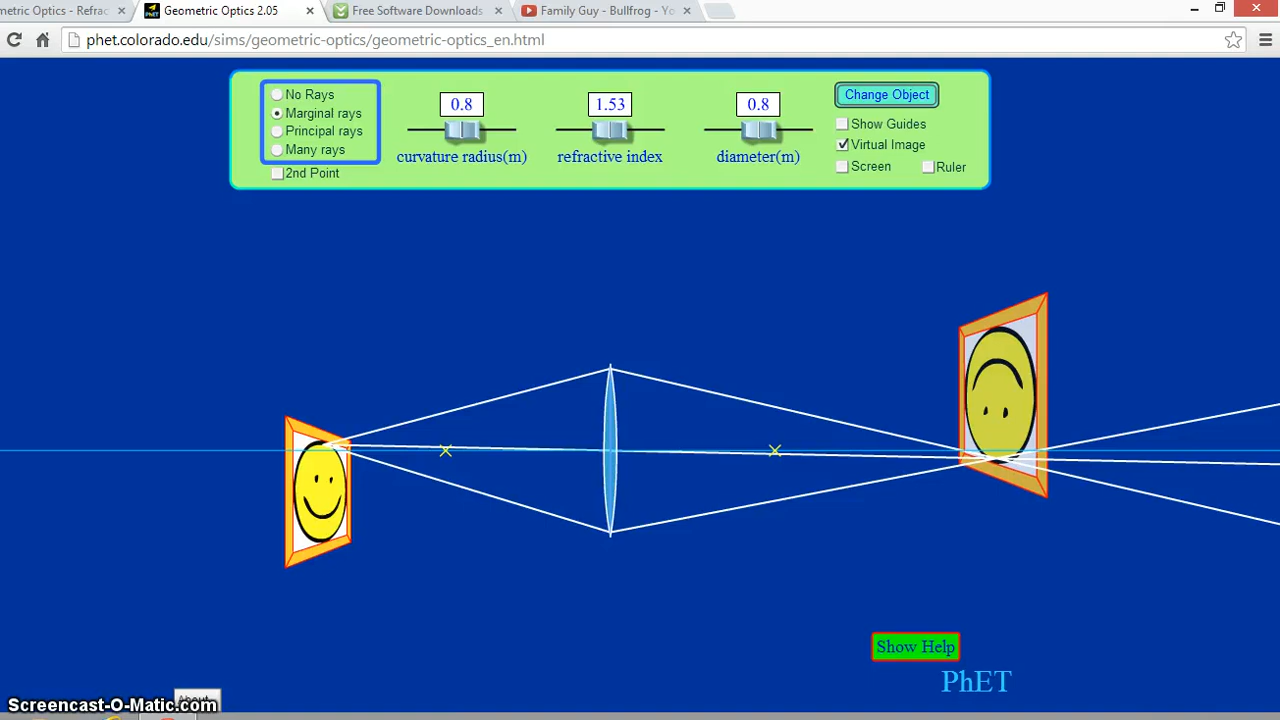 metric Optics - Refrac
Geometric Optics 2.05
Free Software Downloads
Family Guy - Bullfrog - Yo
phet.colorado.edu/sims/geometric-optics/geometric-optics_en.html
No Rays
Marginal rays
Principal rays
Many rays
2nd Point
0.8
curvature radius(m)
1.53
refractive index
0.8
diameter(m)
Change Object
Show Guides
Virtual Image
Screen
Ruler
Show Help
PhET
About
Screencast-O-Matic.com